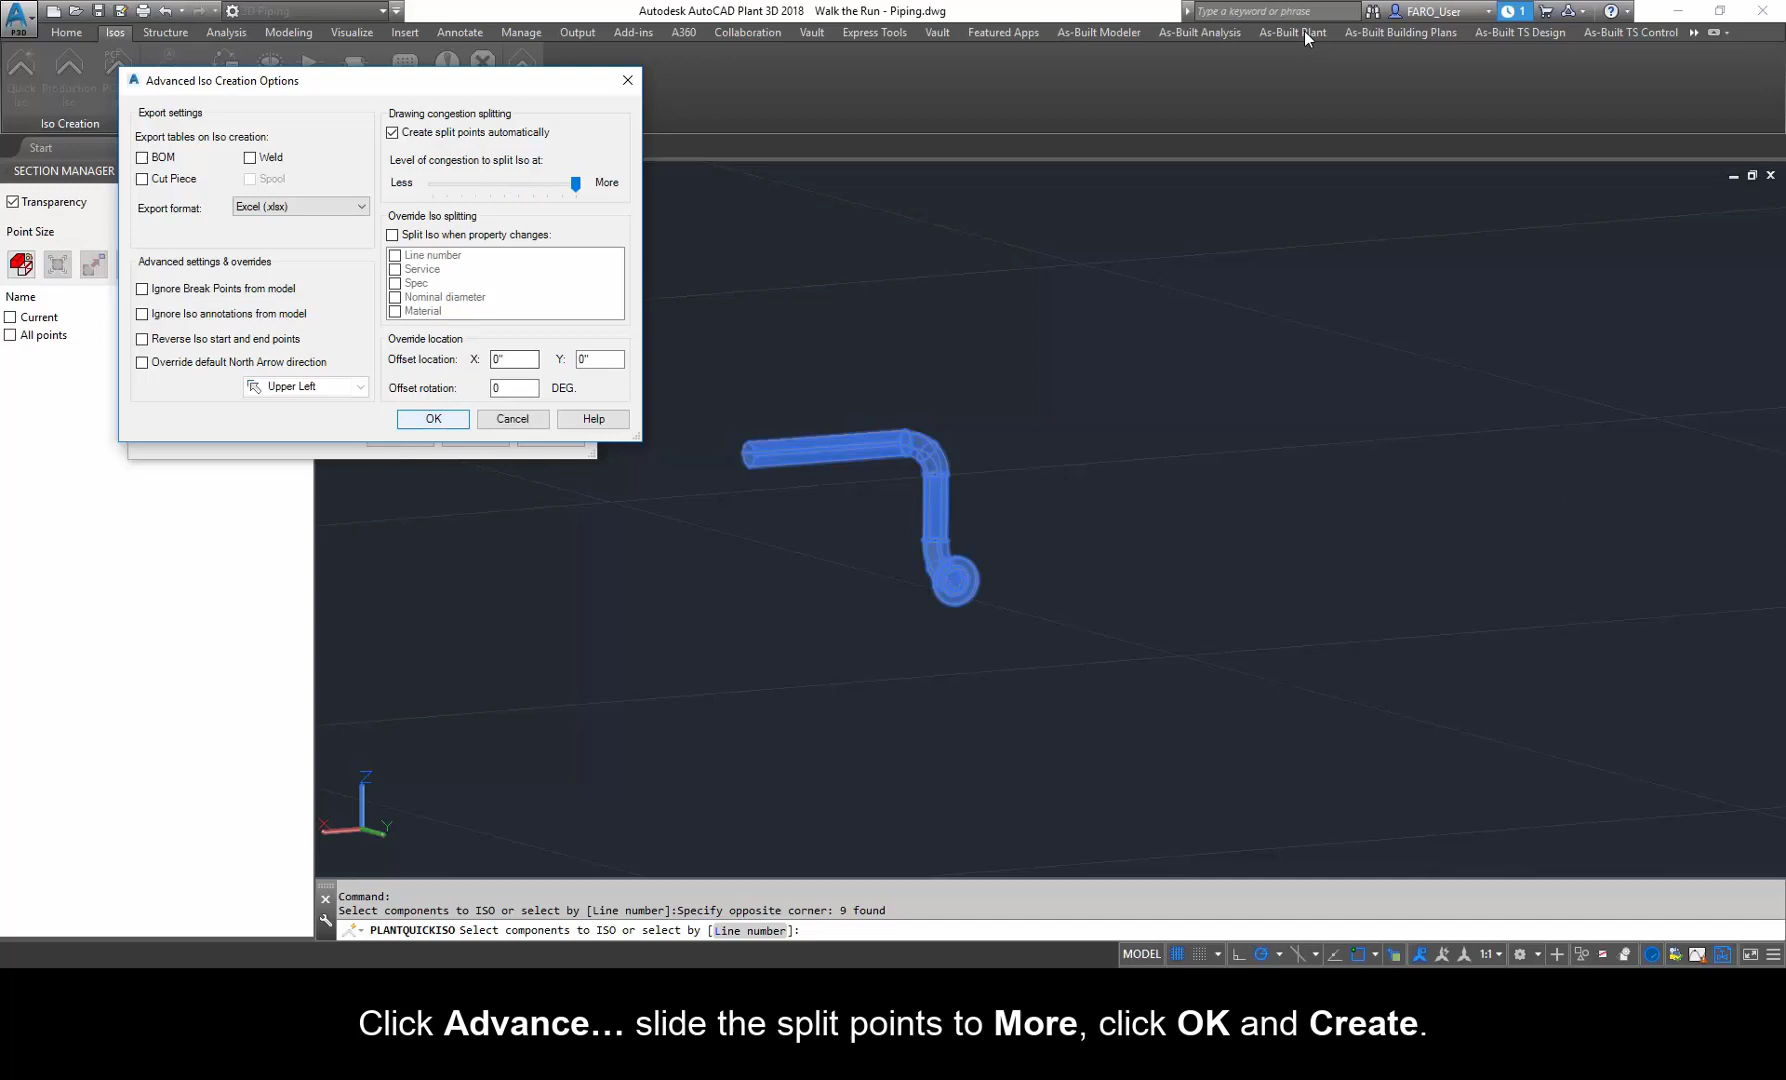 Autodesk AutoCAD Plant 3D 2018 Walk the Run - Piping.dwg
3D Piping
Type a keyword or phrase
FARO_User
1
P3D
Home Isos Structure Analysis Modeling Visualize Insert Annotate Manage Output Add-ins A360 Collaboration Vault Express Tools Vault Featured Apps As-Built Modeler As-Built Analysis As-Built Plant As-Built Building Plans As-Built TS Design As-Built TS Control
Quick Iso
Production Iso
Iso Creation
Start
SECTION MANAGER
Transparency
Point Size
Name
Current
All points
Advanced Iso Creation Options
Export settings
Export tables on Iso creation:
BOM Weld
Cut Piece Spool
Export format: Excel (.xlsx)
Advanced settings & overrides
Ignore Break Points from model
Ignore Iso annotations from model
Reverse Iso start and end points
Override default North Arrow direction
Upper Left
Drawing congestion splitting
Create split points automatically
Level of congestion to split Iso at:
Less More
Override Iso splitting
Split Iso when property changes:
Line number
Service
Spec
Nominal diameter
Material
Override location
Offset location: X: 0" Y: 0"
Offset rotation: 0 DEG.
OK Cancel Help
Z
X Y
Command:
Select components to ISO or select by [Line number]:Specify opposite corner: 9 found
PLANTQUICKISO Select components to ISO or select by [Line number]:
MODEL 1:1
Click Advance... slide the split points to More, click OK and Create.